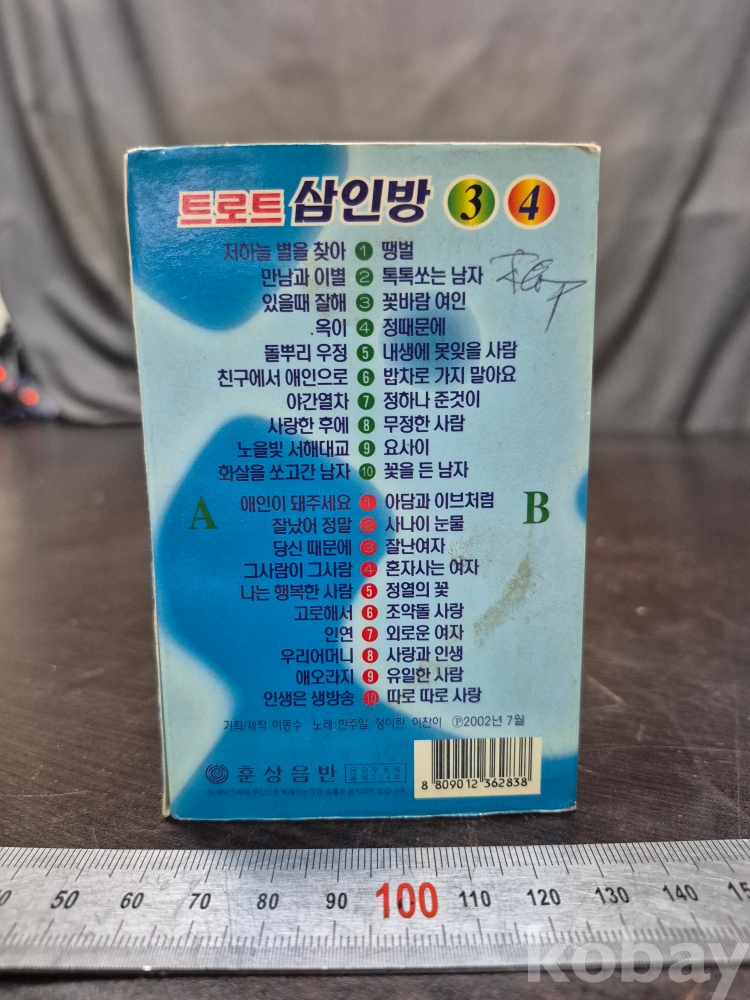 트로트 삼인방 3 4
저하늘 별을 찾아 1 땡벌
만남과 이별 2 톡톡쏘는 남자
있을때 잘해 3 꽃바람 여인
.옥이 4 정때문에
돌뿌리 우정 5 내생에 못잊을 사람
친구에서 애인으로 6 밤차로 가지 말아요
야간열차 7 정하나 준것이
사랑한 후에 8 무정한 사람
노을빛 서해대교 9 요사이
화살을 쏘고간 남자 10 꽃을 든 남자
A B
애인이 돼주세요 1 아담과 이브처럼
잘났어 정말 2 사나이 눈물
당신 때문에 3 잘난여자
그사람이 그사람 4 혼자사는 여자
나는 행복한 사람 5 정열의 꽃
고로해서 6 조약돌 사랑
인연 7 외로운 여자
우리어머니 8 사랑과 인생
애오라지 9 유일한 사람
인생은 생방송 10 따로 따로 사랑
기획/제작, 이동수 노래, 안주일, 정이란, 이찬이 ℗2002년 7월
훈상음반
8 809012 362838
50 60 70 80 90 100 110 120 130 140
kobay